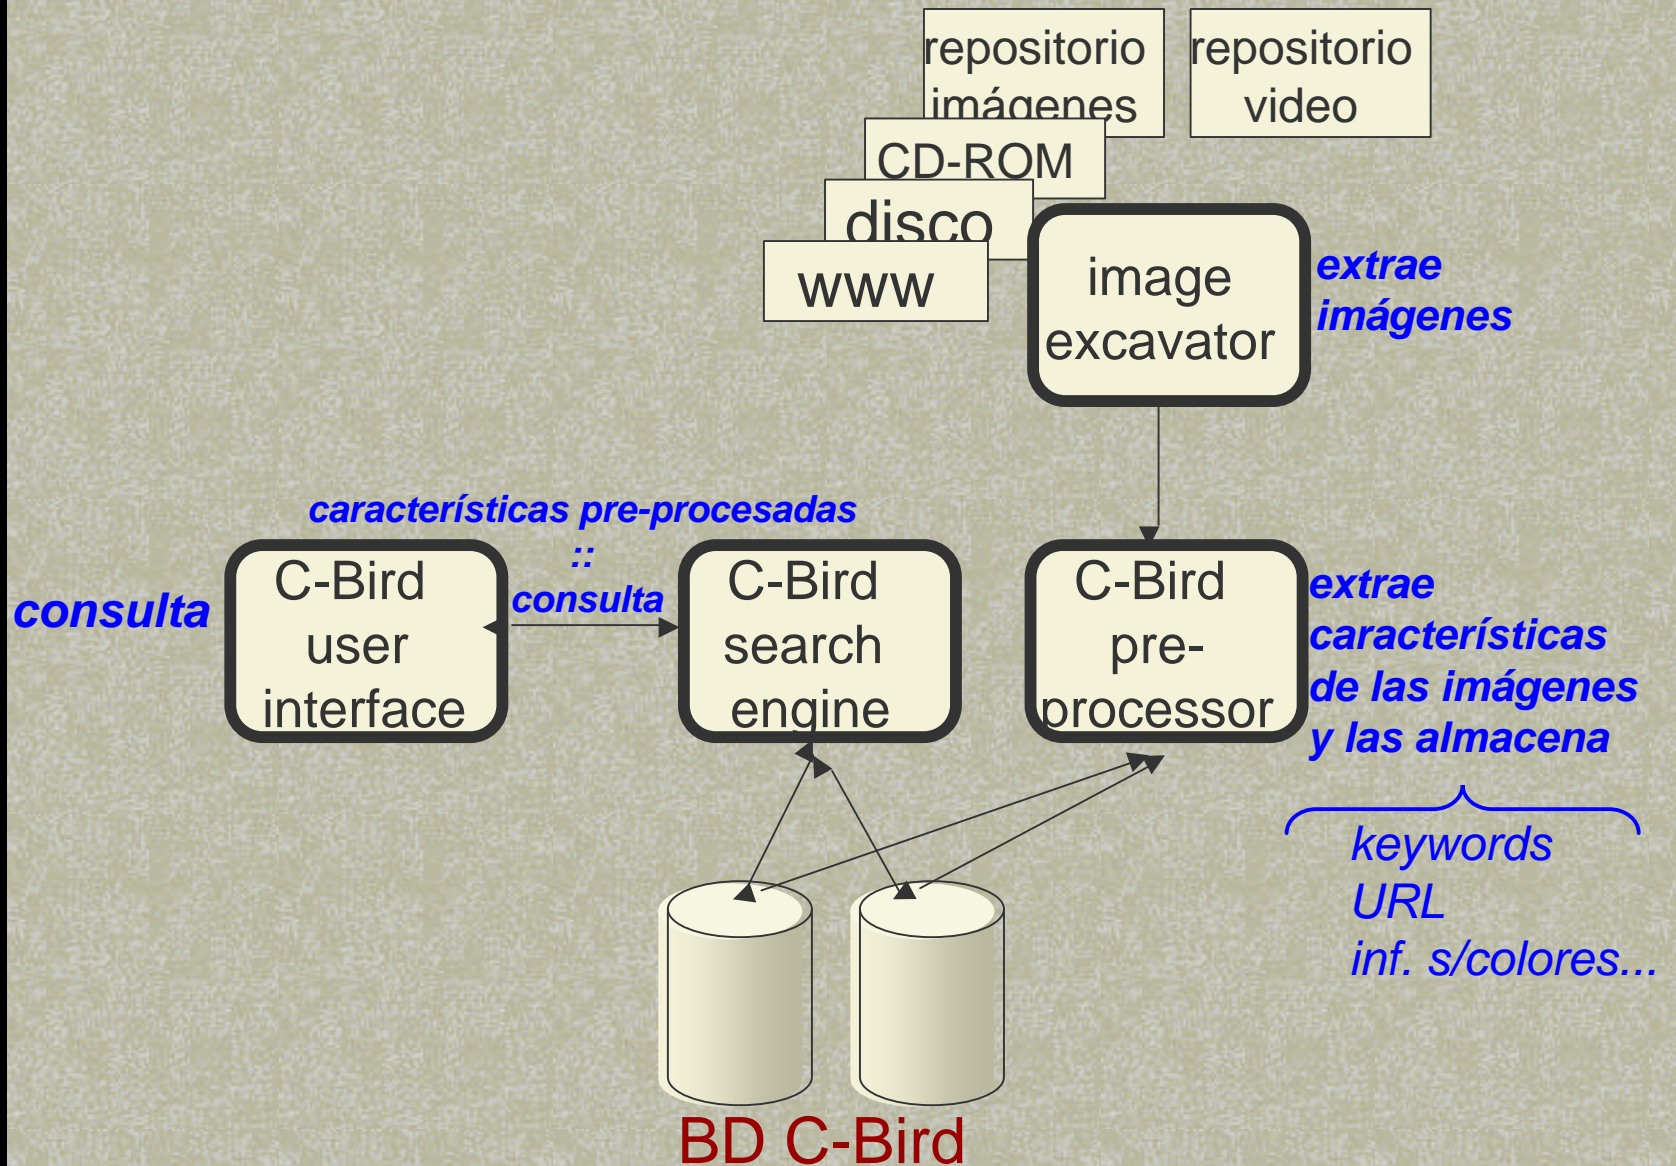 repositorio
imágenes
repositorio
video
CD-ROM
disco
www
image
excavator
extrae
imágenes
características pre-procesadas
::
consulta
consulta
C-Bird
user
interface
C-Bird
search
engine
C-Bird
pre-
processor
extrae
características
de las imágenes
y las almacena
keywords
URL
inf. s/colores...
BD C-Bird